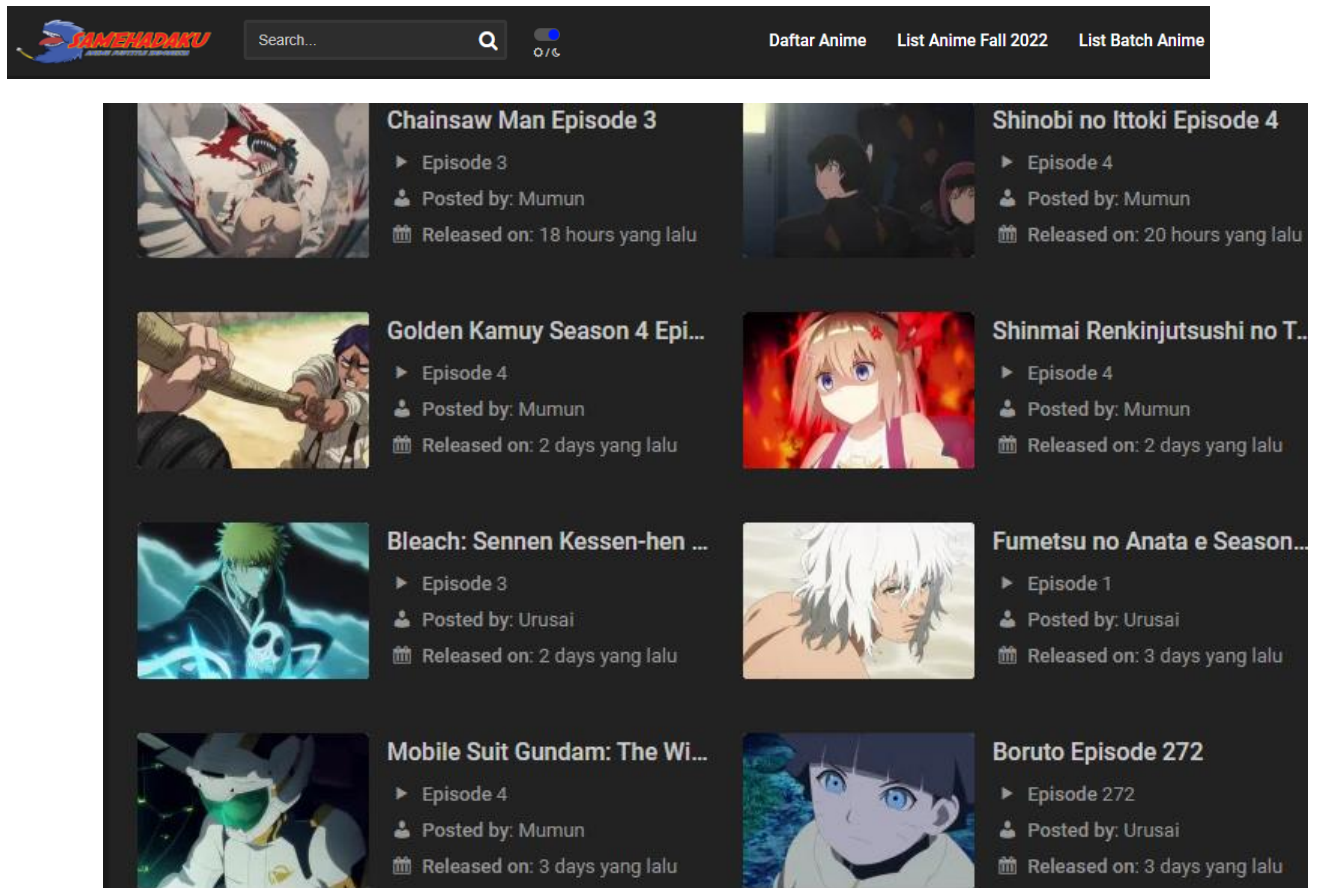 SAMEHADAKU
Search...
Daftar Anime
List Anime Fall 2022
List Batch Anime
Chainsaw Man Episode 3
Episode 3
Posted by: Mumun
Released on: 18 hours yang lalu
Shinobi no Ittoki Episode 4
Episode 4
Posted by: Mumun
Released on: 20 hours yang lalu
Golden Kamuy Season 4 Epi...
Episode 4
Posted by: Mumun
Released on: 2 days yang lalu
Shinmai Renkinjutsushi no T...
Episode 4
Posted by: Mumun
Released on: 2 days yang lalu
Bleach: Sennen Kessen-hen ...
Episode 3
Posted by: Urusai
Released on: 2 days yang lalu
Fumetsu no Anata e Season...
Episode 1
Posted by: Urusai
Released on: 3 days yang lalu
Mobile Suit Gundam: The Wi...
Episode 4
Posted by: Mumun
Released on: 3 days yang lalu
Boruto Episode 272
Episode 272
Posted by: Urusai
Released on: 3 days yang lalu